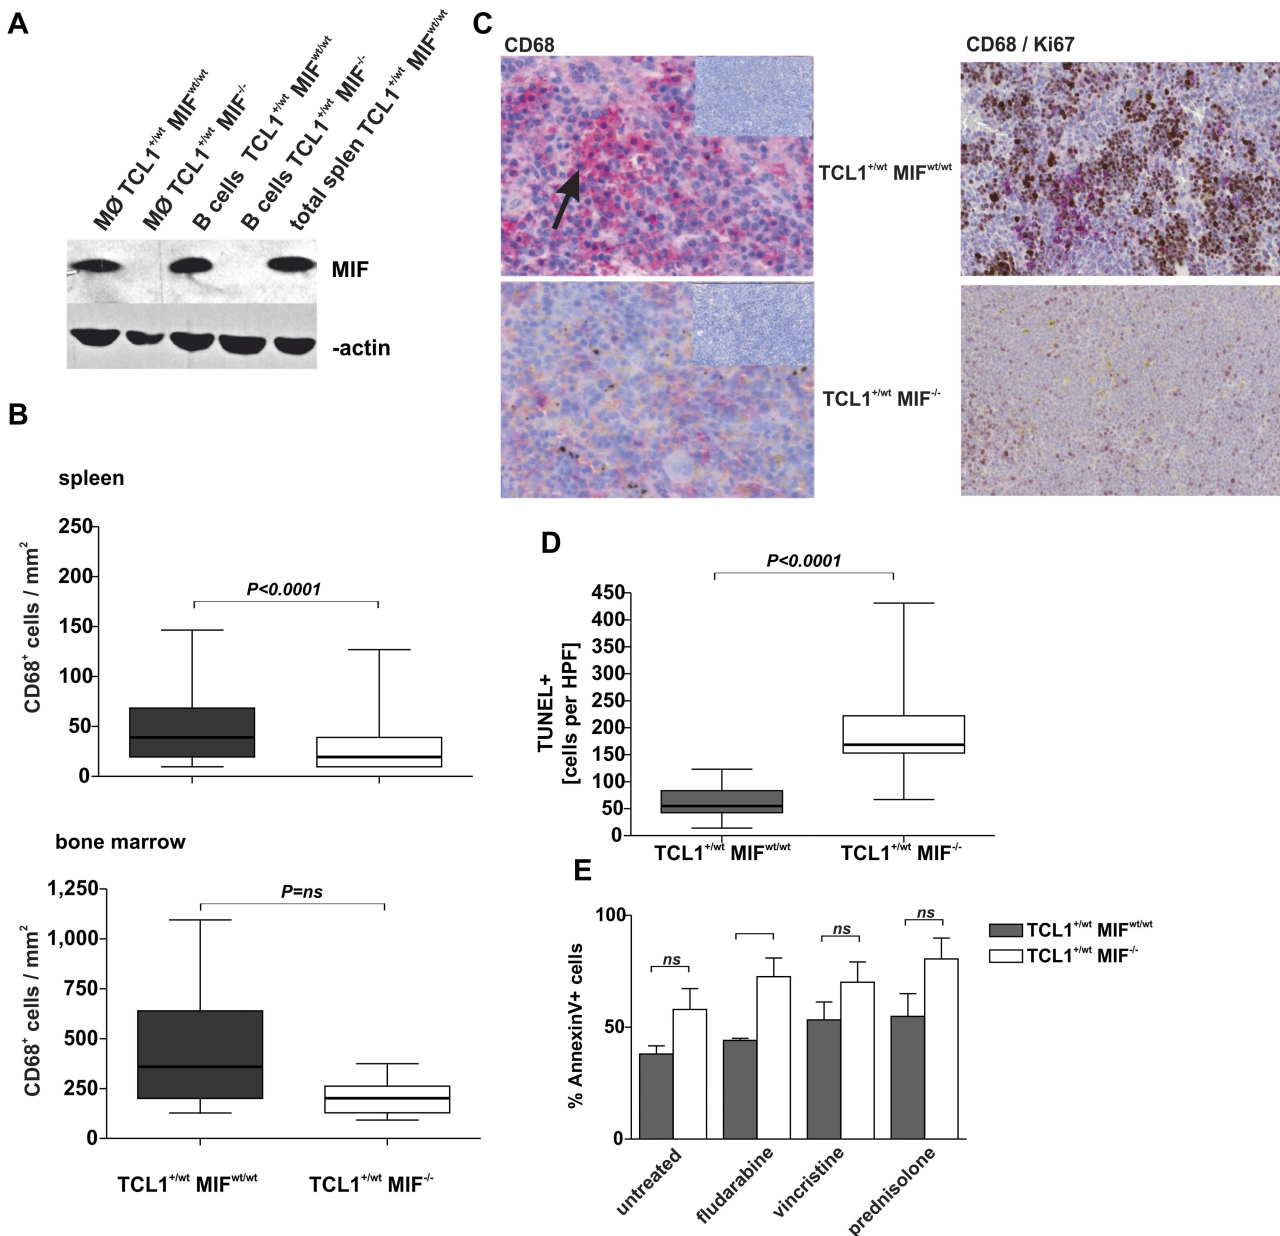 A
MØ TCL1+/wt MIFwt/wt
MØ TCL1+/wt MIF-/-
B cells TCL1+/wt MIFwt/wt
B cells TCL1+/wt MIF-/-
total splen TCL1+/wt MIFwt/wt
MIF
-actin
B
spleen
CD68+ cells / mm2
250
200
150
100
50
0
P<0.0001
bone marrow
CD68+ cells / mm2
1,250
1,000
750
500
250
0
P=ns
TCL1+/wt MIFwt/wt
TCL1+/wt MIF-/-
C
CD68
CD68 / Ki67
TCL1+/wt MIFwt/wt
TCL1+/wt MIF-/-
D
P<0.0001
TUNEL+
[cells per HPF]
450
400
350
300
250
200
150
100
50
0
TCL1+/wt MIFwt/wt
TCL1+/wt MIF-/-
E
% AnnexinV+ cells
100
50
0
ns
ns
ns
untreated
fludarabine
vincristine
prednisolone
TCL1+/wt MIFwt/wt
TCL1+/wt MIF-/-